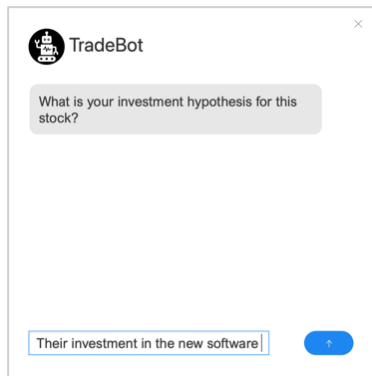 TradeBot
What is your investment hypothesis for this
stock?
Their investment in the new software